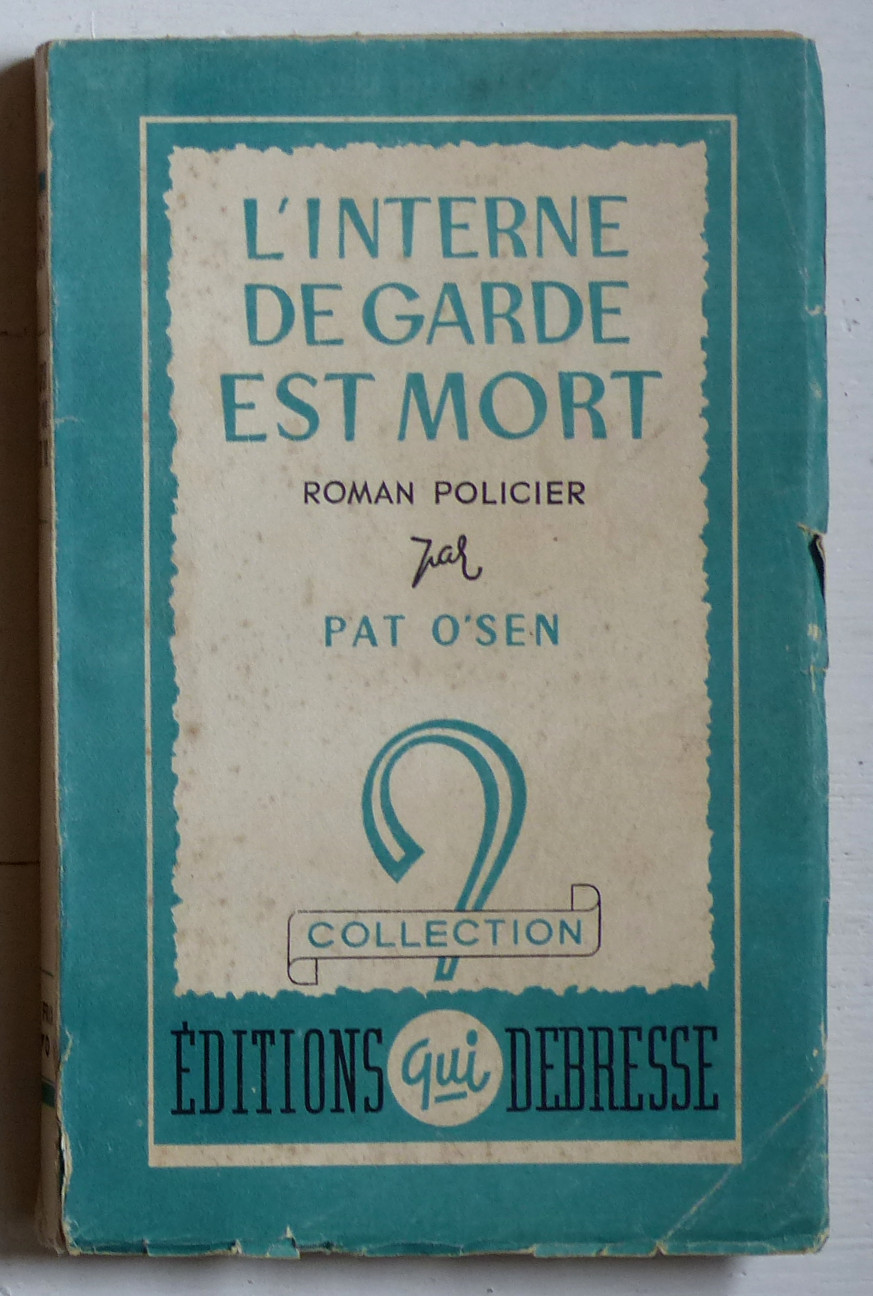 L'INTERNE
DE GARDE
EST MORT
ROMAN POLICIER
par
PAT O'SEN
COLLECTION
ÉDITIONS qui DEBRESSE